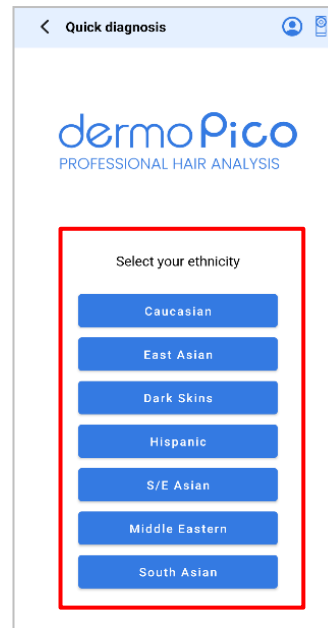 Quick diagnosis
dermoPico
PROFESSIONAL HAIR ANALYSIS
Select your ethnicity
Caucasian
East Asian
Dark Skins
Hispanic
S/E Asian
Middle Eastern
South Asian